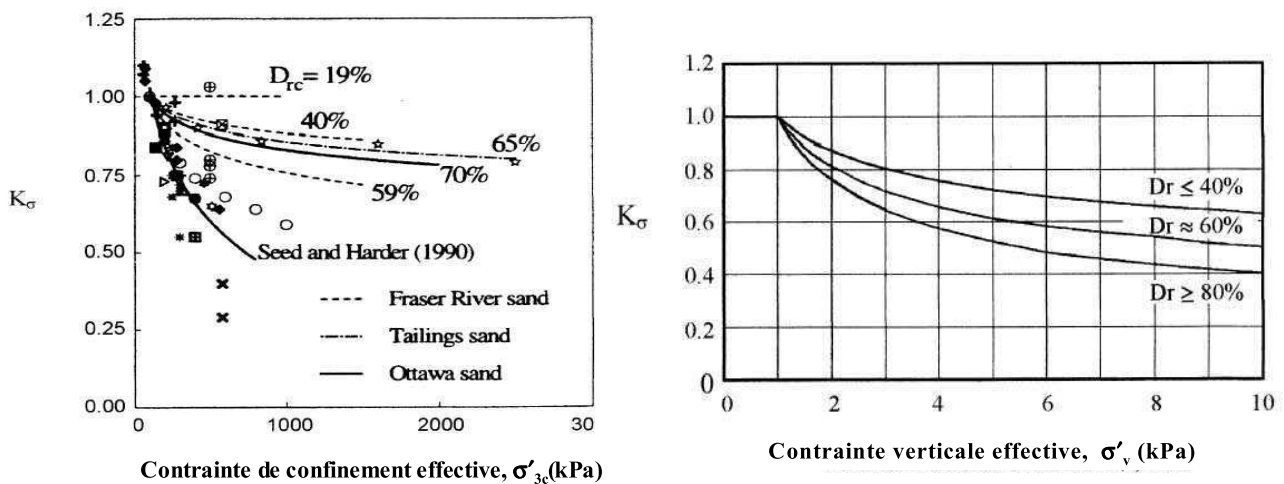 1.25
1.00
0.75
0.50
0.25
0.00
Kσ
D_rc = 19%
40%
65%
70%
59%
Seed and Harder (1990)
Fraser River sand
Tailings sand
Ottawa sand
0
1000
2000
30
Contrainte de confinement effective, σ′3c(kPa)
1.2
1.0
0.8
0.6
0.4
0.2
0
Kσ
Dr ≤ 40%
Dr ≈ 60%
Dr ≥ 80%
0
2
4
6
8
10
Contrainte verticale effective, σ′v (kPa)